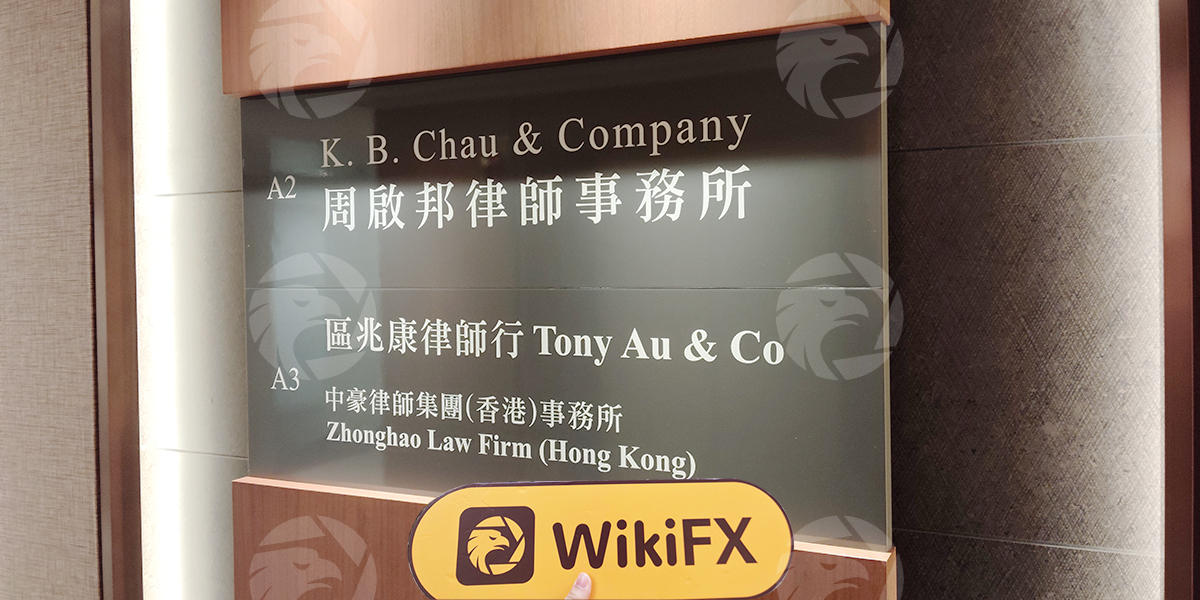 A2
K. B. Chau & Company
周啟邦律師事務所
A3
區兆康律師行 Tony Au & Co
中豪律師集團(香港)事務所
Zhonghao Law Firm (Hong Kong)
WikiFX